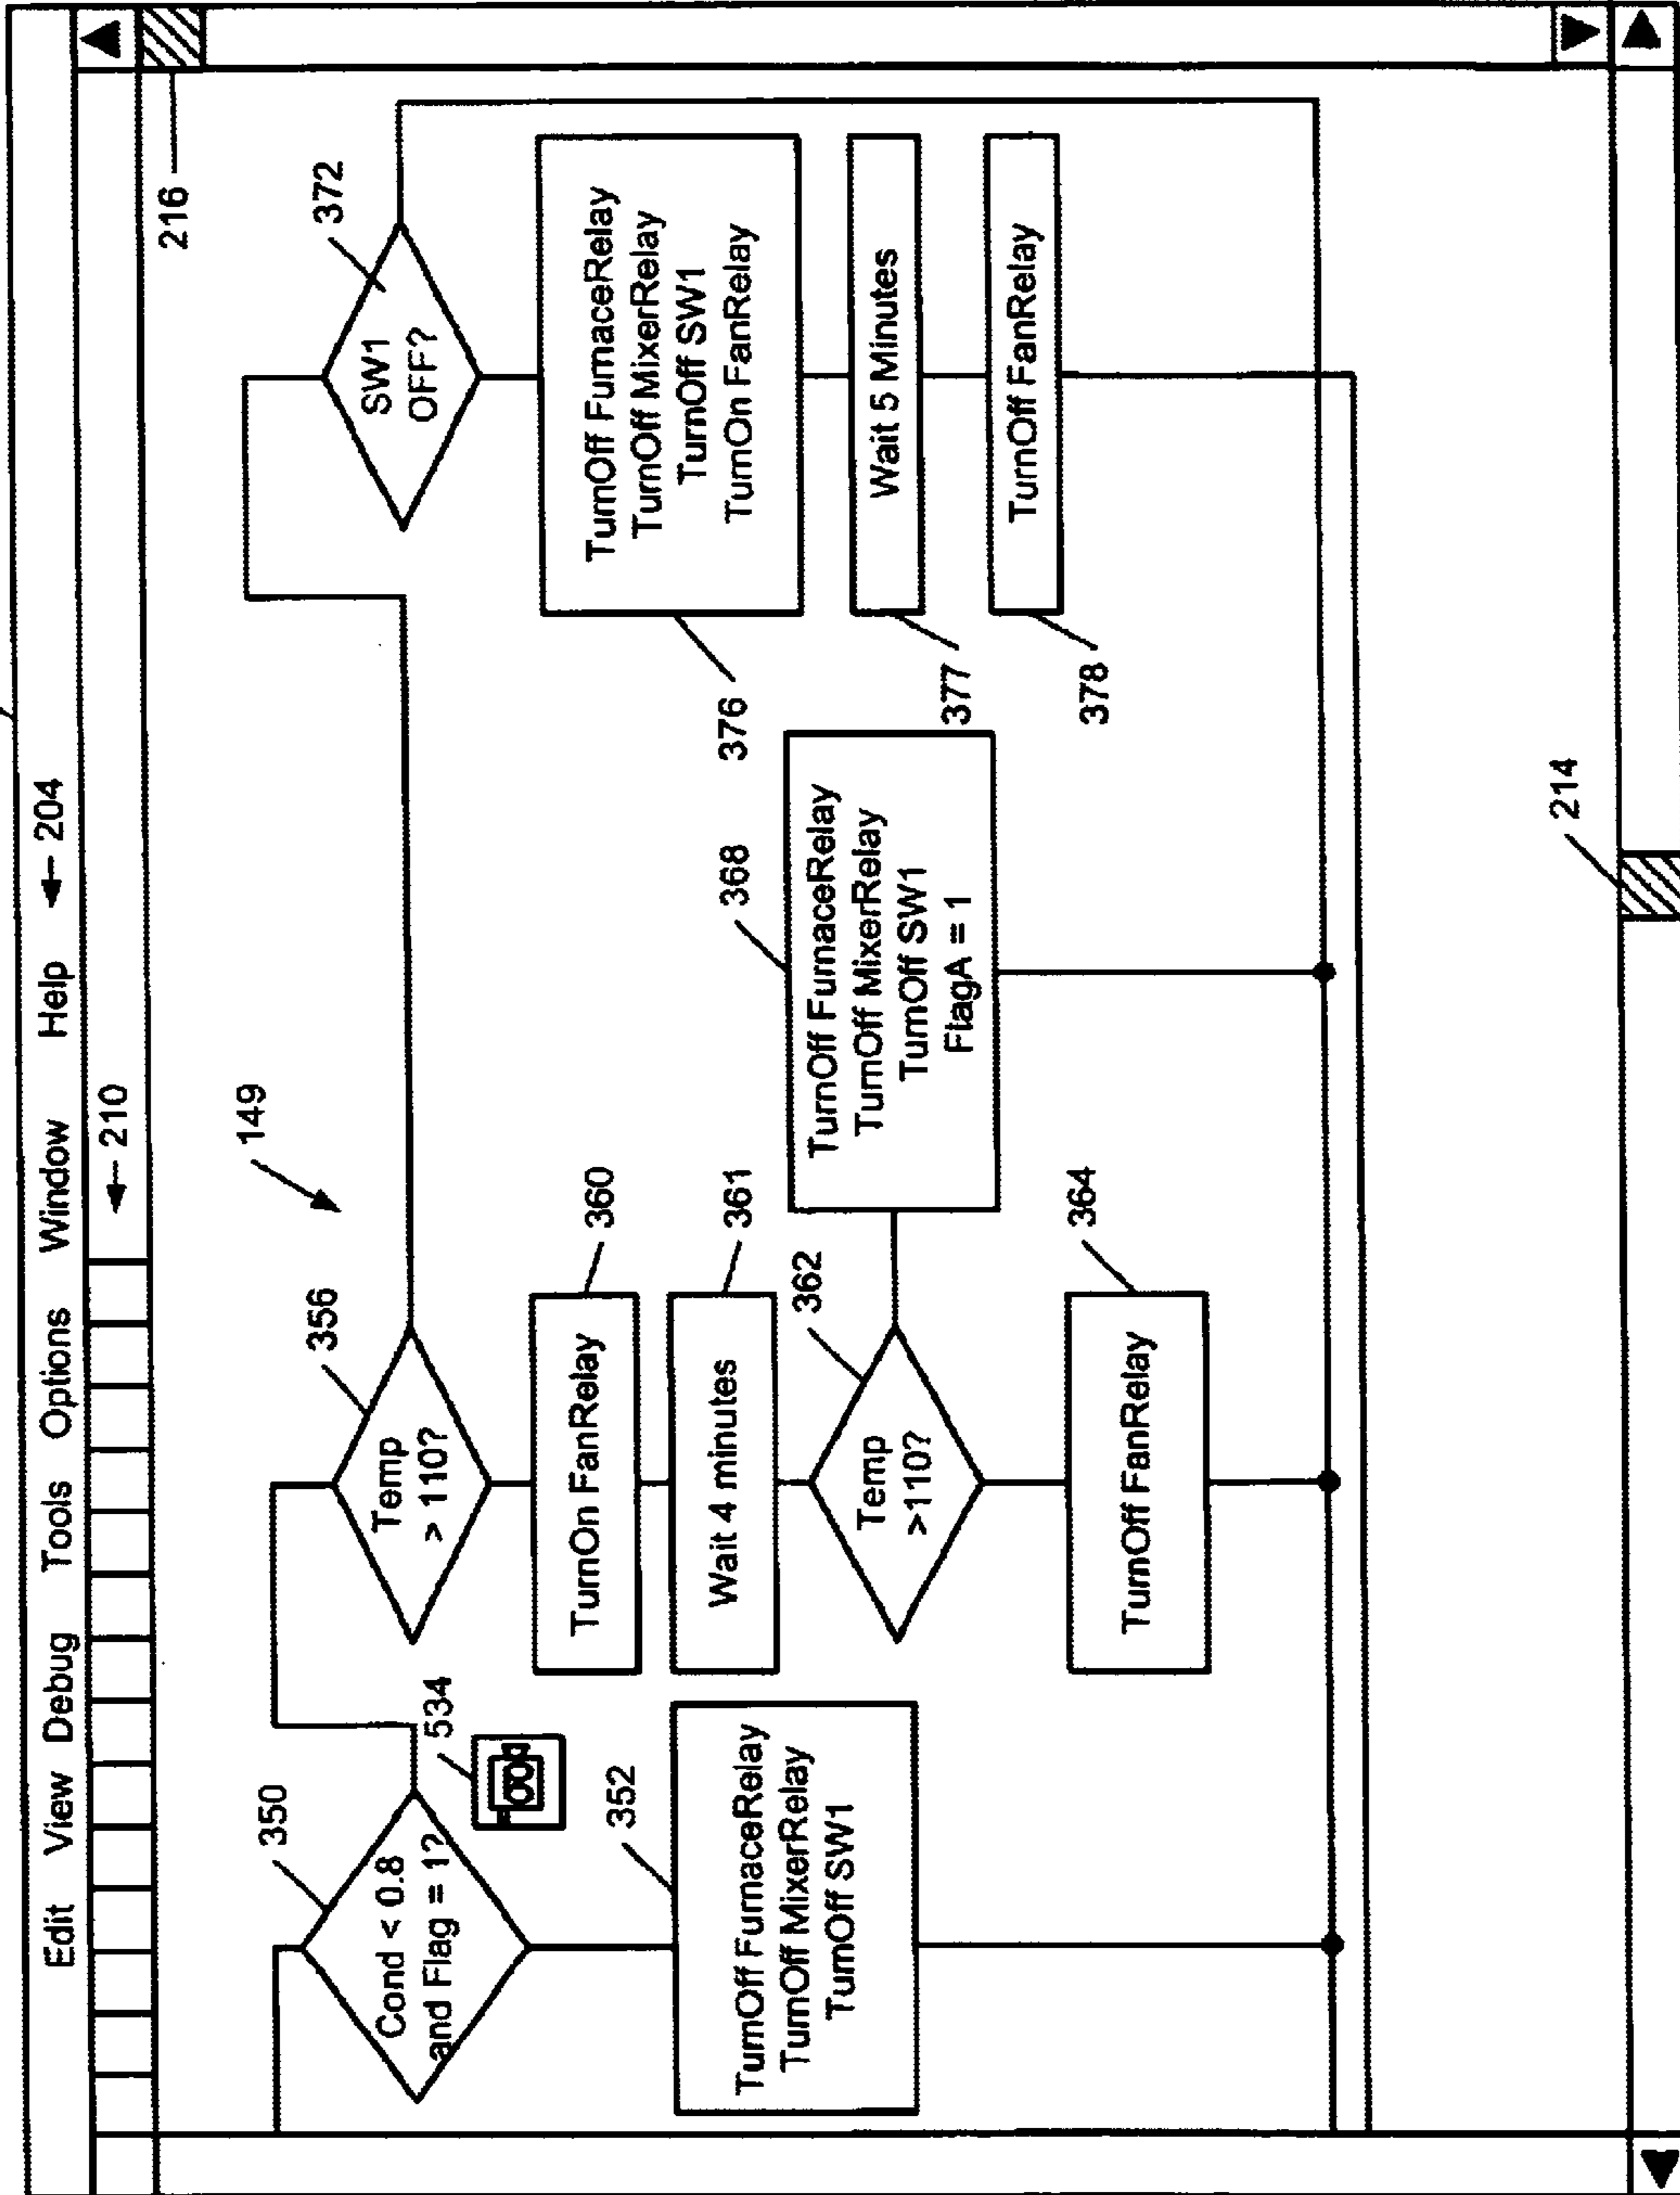 Edit View Debug Tools Options Window Help 204
210
149
216
350
Cond < 0.8
and Flag = 1?
534
352
TurnOff FurnaceRelay
TurnOff MixerRelay
TurnOff SW1
356
Temp
> 110?
360
TurnOn FanRelay
361
Wait 4 minutes
362
Temp
>110?
364
TurnOff FanRelay
368
TurnOff FurnaceRelay
TurnOff MixerRelay
TurnOff SW1
FlagA = 1
372
SW1
OFF?
376
TurnOff FurnaceRelay
TurnOff MixerRelay
TurnOff SW1
TurnOn FanRelay
377
Wait 5 Minutes
378
TurnOff FanRelay
214